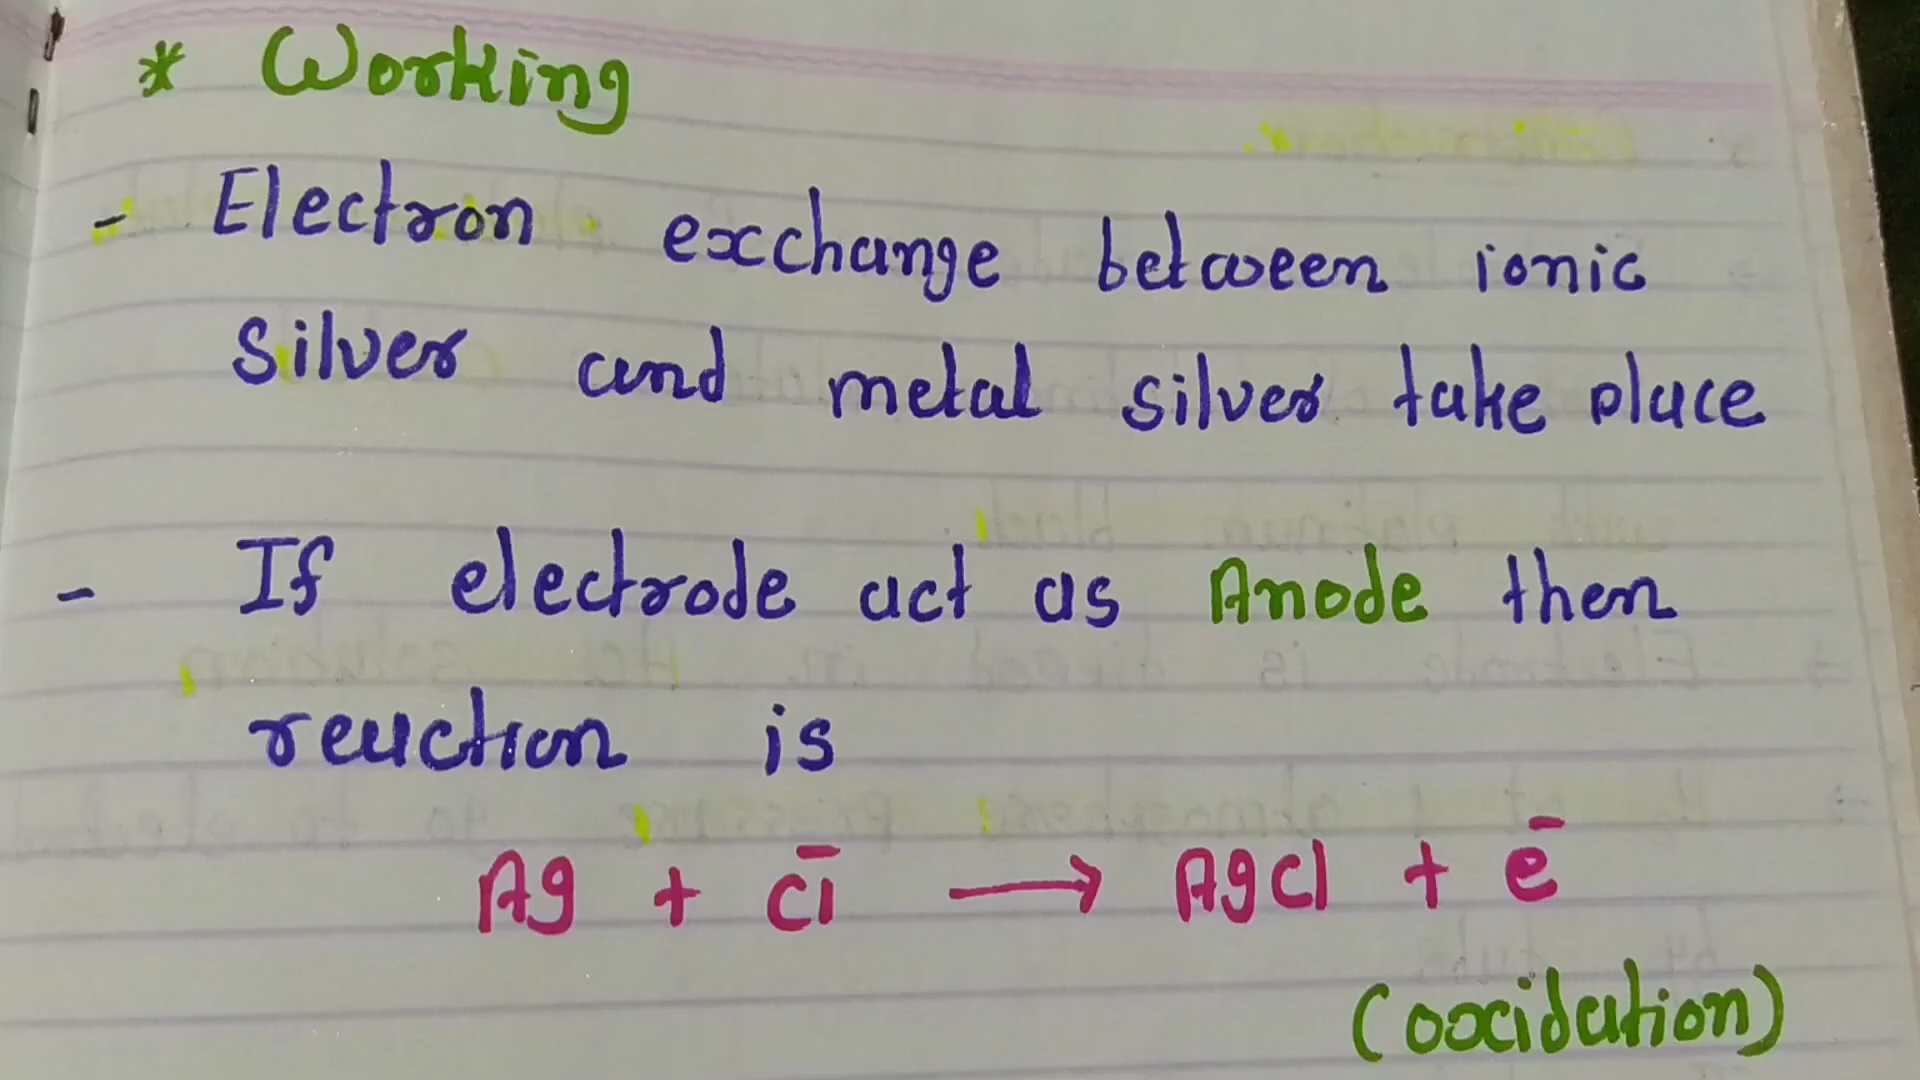 * Working
- Electron exchange between ionic
silver and metal silver take place
- If electrode act as Anode then
reaction is
Ag + Cl̄ ⟶ AgCl + ē
(oxidation)